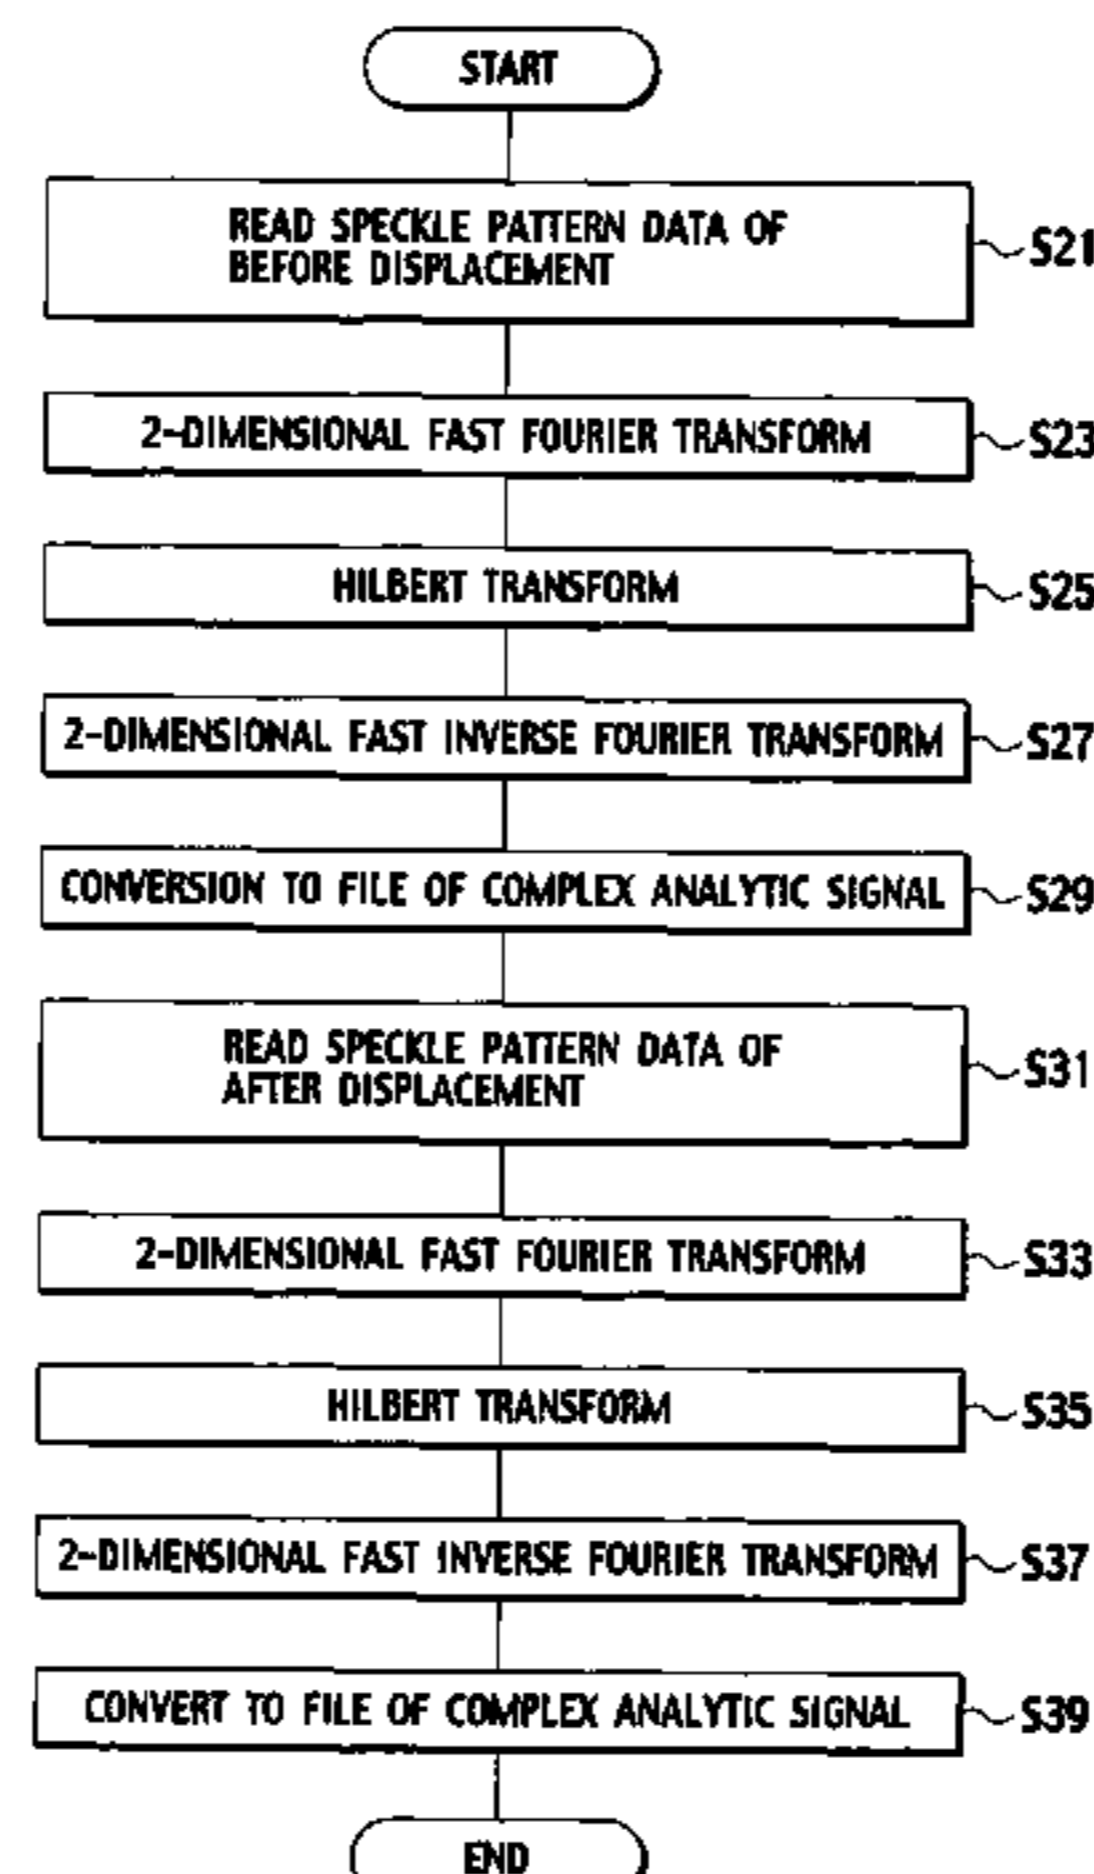 START
READ SPECKLE PATTERN DATA OF
BEFORE DISPLACEMENT
S21
2-DIMENSIONAL FAST FOURIER TRANSFORM
S23
HILBERT TRANSFORM
S25
2-DIMENSIONAL FAST INVERSE FOURIER TRANSFORM
S27
CONVERSION TO FILE OF COMPLEX ANALYTIC SIGNAL
S29
READ SPECKLE PATTERN DATA OF
AFTER DISPLACEMENT
S31
2-DIMENSIONAL FAST FOURIER TRANSFORM
S33
HILBERT TRANSFORM
S35
2-DIMENSIONAL FAST INVERSE FOURIER TRANSFORM
S37
CONVERT TO FILE OF COMPLEX ANALYTIC SIGNAL
S39
END